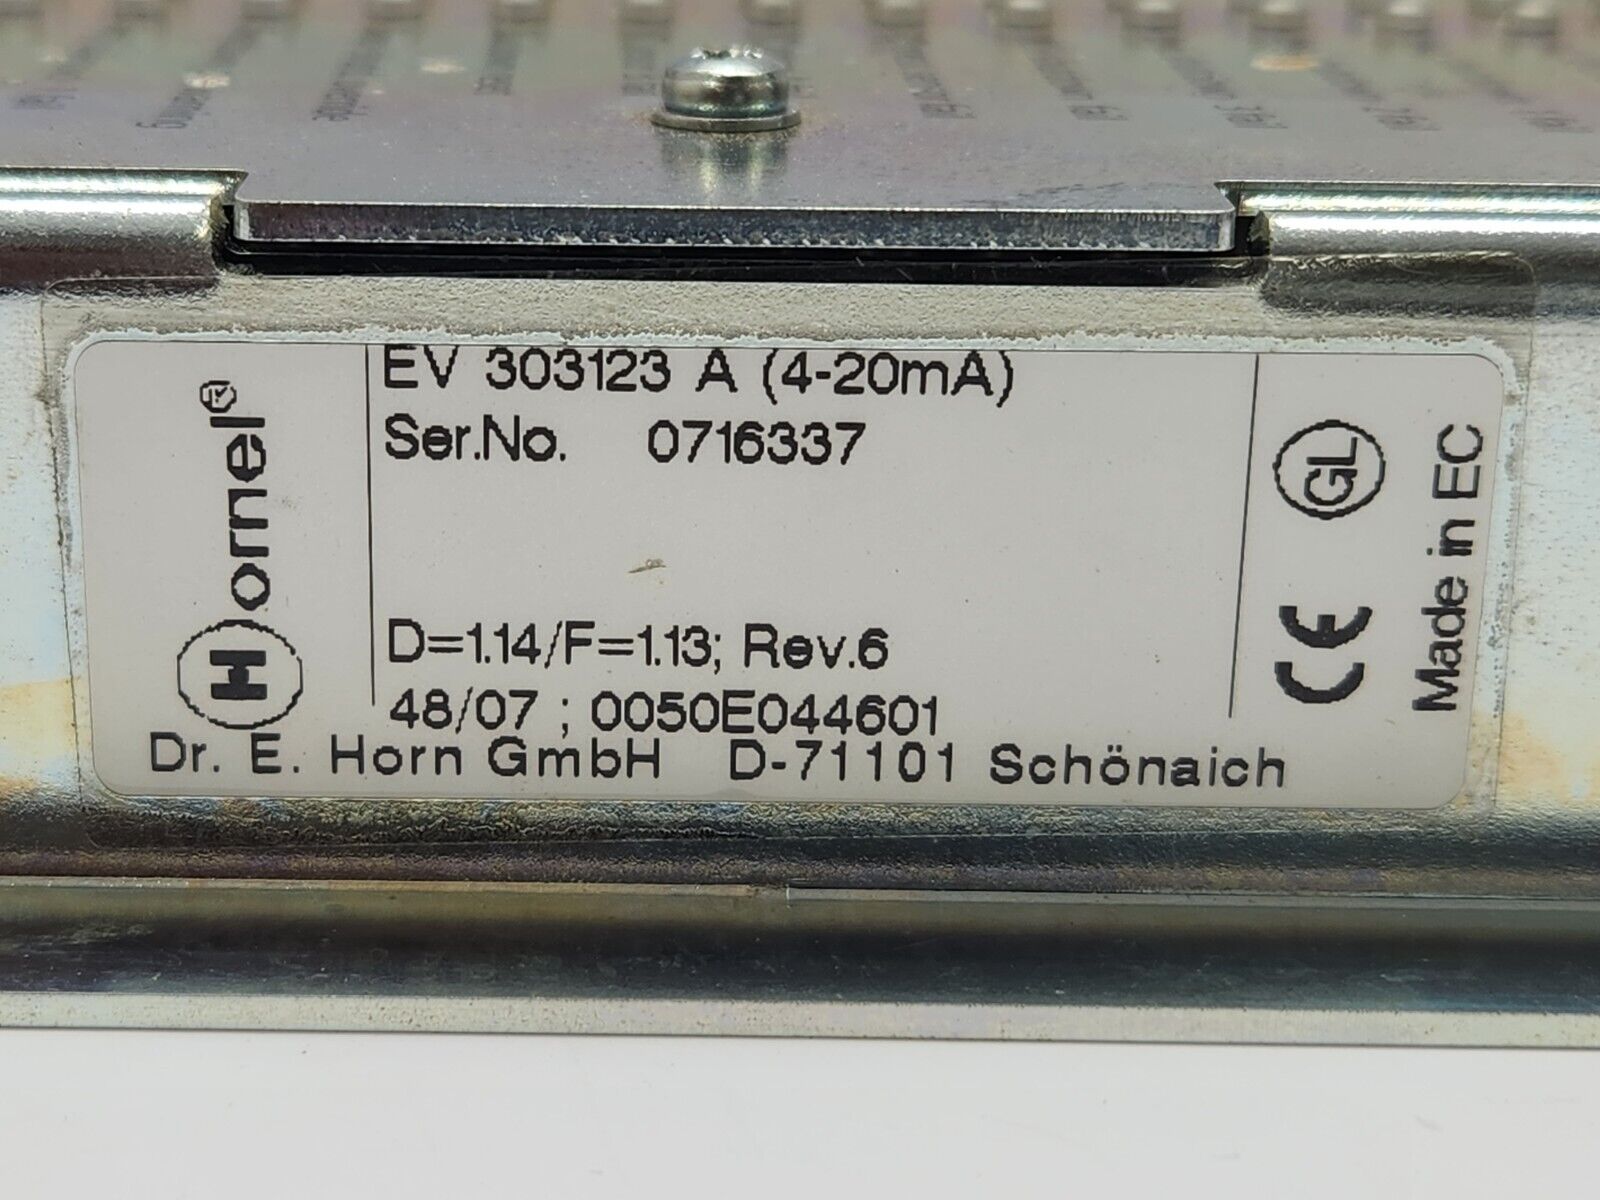 Hornel®
EV 303123 A (4-20mA)
Ser.No. 0716337
D=1.14/F=1.13; Rev.6
48/07 ; 0050E044601
Dr. E. Horn GmbH D-71101 Schönaich
GL
CE
Made in EC